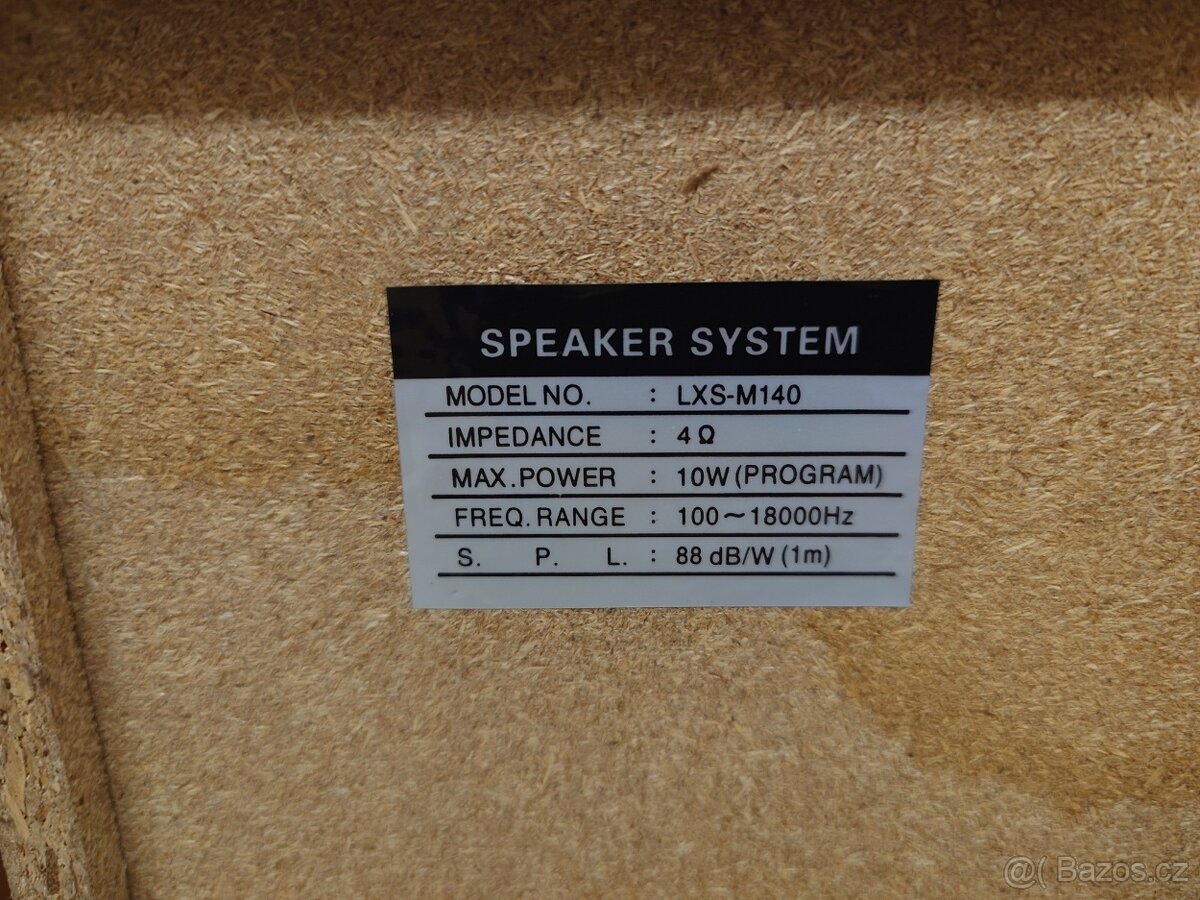 SPEAKER SYSTEM
MODEL NO. : LXS-M140
IMPEDANCE : 4 Ω
MAX.POWER : 10W (PROGRAM)
FREQ. RANGE : 100~18000Hz
S. P. L. : 88 dB/W (1m)
@( Bazos.cz